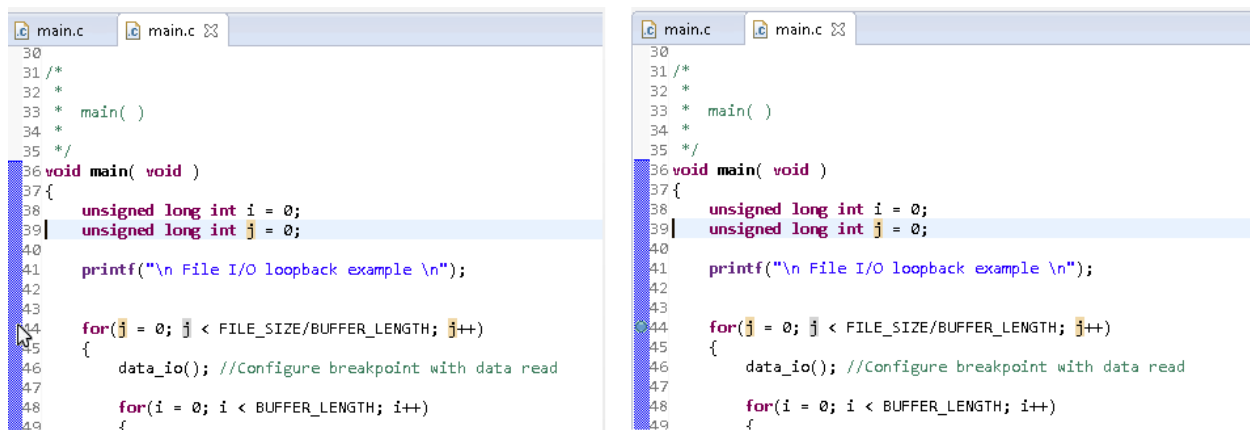 main.c main.c
30
31 /*
32 *
33 * main( )
34 *
35 */
36 void main( void )
37 {
38 unsigned long int i = 0;
39 unsigned long int j = 0;
40
41 printf("\n File I/O loopback example \n");
42
43
44 for(j = 0; j < FILE_SIZE/BUFFER_LENGTH; j++)
45 {
46 data_io(); //Configure breakpoint with data read
47
48 for(i = 0; i < BUFFER_LENGTH; i++)
49 {
main.c main.c
30
31 /*
32 *
33 * main( )
34 *
35 */
36 void main( void )
37 {
38 unsigned long int i = 0;
39 unsigned long int j = 0;
40
41 printf("\n File I/O loopback example \n");
42
43
44 for(j = 0; j < FILE_SIZE/BUFFER_LENGTH; j++)
45 {
46 data_io(); //Configure breakpoint with data read
47
48 for(i = 0; i < BUFFER_LENGTH; i++)
49 {